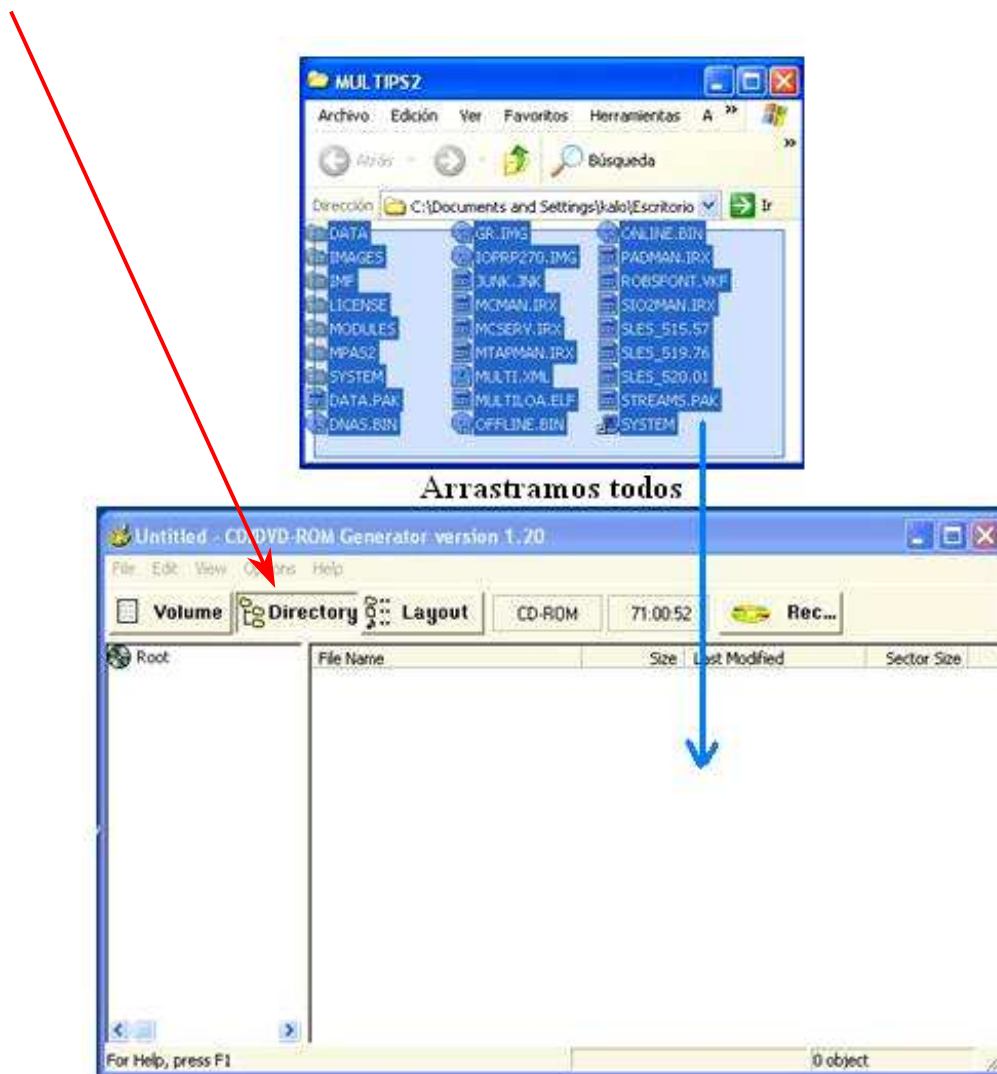 MULTIPS2
Archivo Edición Ver Favoritos Herramientas A »
Atrás Búsqueda »
Dirección C:\Documents and Settings\kalo\Escritorio Ir
DATA GR.IMG ONLINE.BIN
IMAGES IOPRP270.IMG PADMAN.IRX
IMF JUNK.JNK ROBSFONT.VKF
LICENSE MCMAN.IRX SIO2MAN.IRX
MODULES MCSERV.IRX SLES_515.57
MPAS2 MTAPMAN.IRX SLES_519.76
SYSTEM MULTI.XML SLES_520.01
DATA.PAK MULTILOA.ELF STREAMS.PAK
DNAS.BIN OFFLINE.BIN SYSTEM
Arrastramos todos
Untitled - CD/DVD-ROM Generator version 1.20
File Edit View Options Help
Volume Directory Layout CD-ROM 71:00:52 Rec...
Root File Name Size Last Modified Sector Size
For Help, press F1 0 object